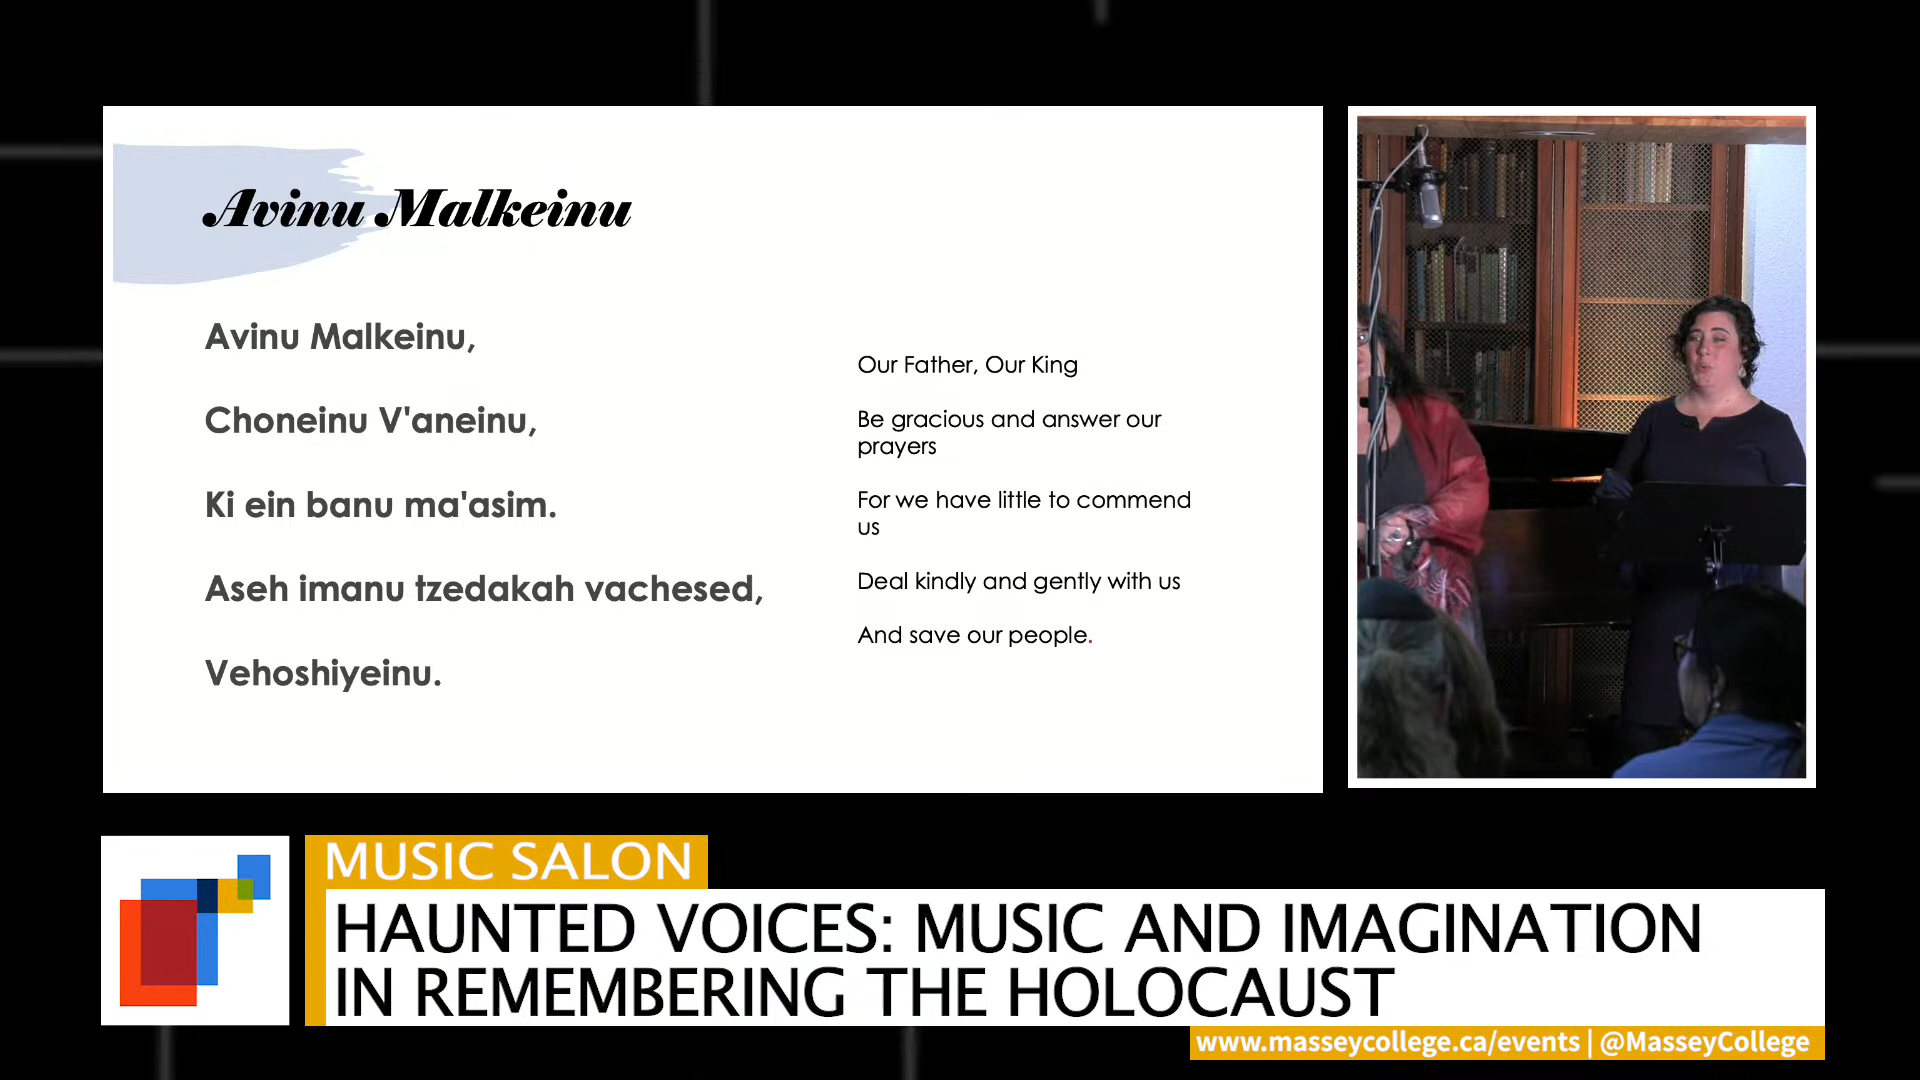 Avinu Malkeinu
Avinu Malkeinu,
Choneinu V'aneinu,
Ki ein banu ma'asim.
Aseh imanu tzedakah vachesed,
Vehoshiyeinu.
Our Father, Our King
Be gracious and answer our
prayers
For we have little to commend
us
Deal kindly and gently with us
And save our people.
MUSIC SALON
HAUNTED VOICES: MUSIC AND IMAGINATION
IN REMEMBERING THE HOLOCAUST
www.masseycollege.ca/events | @MasseyCollege